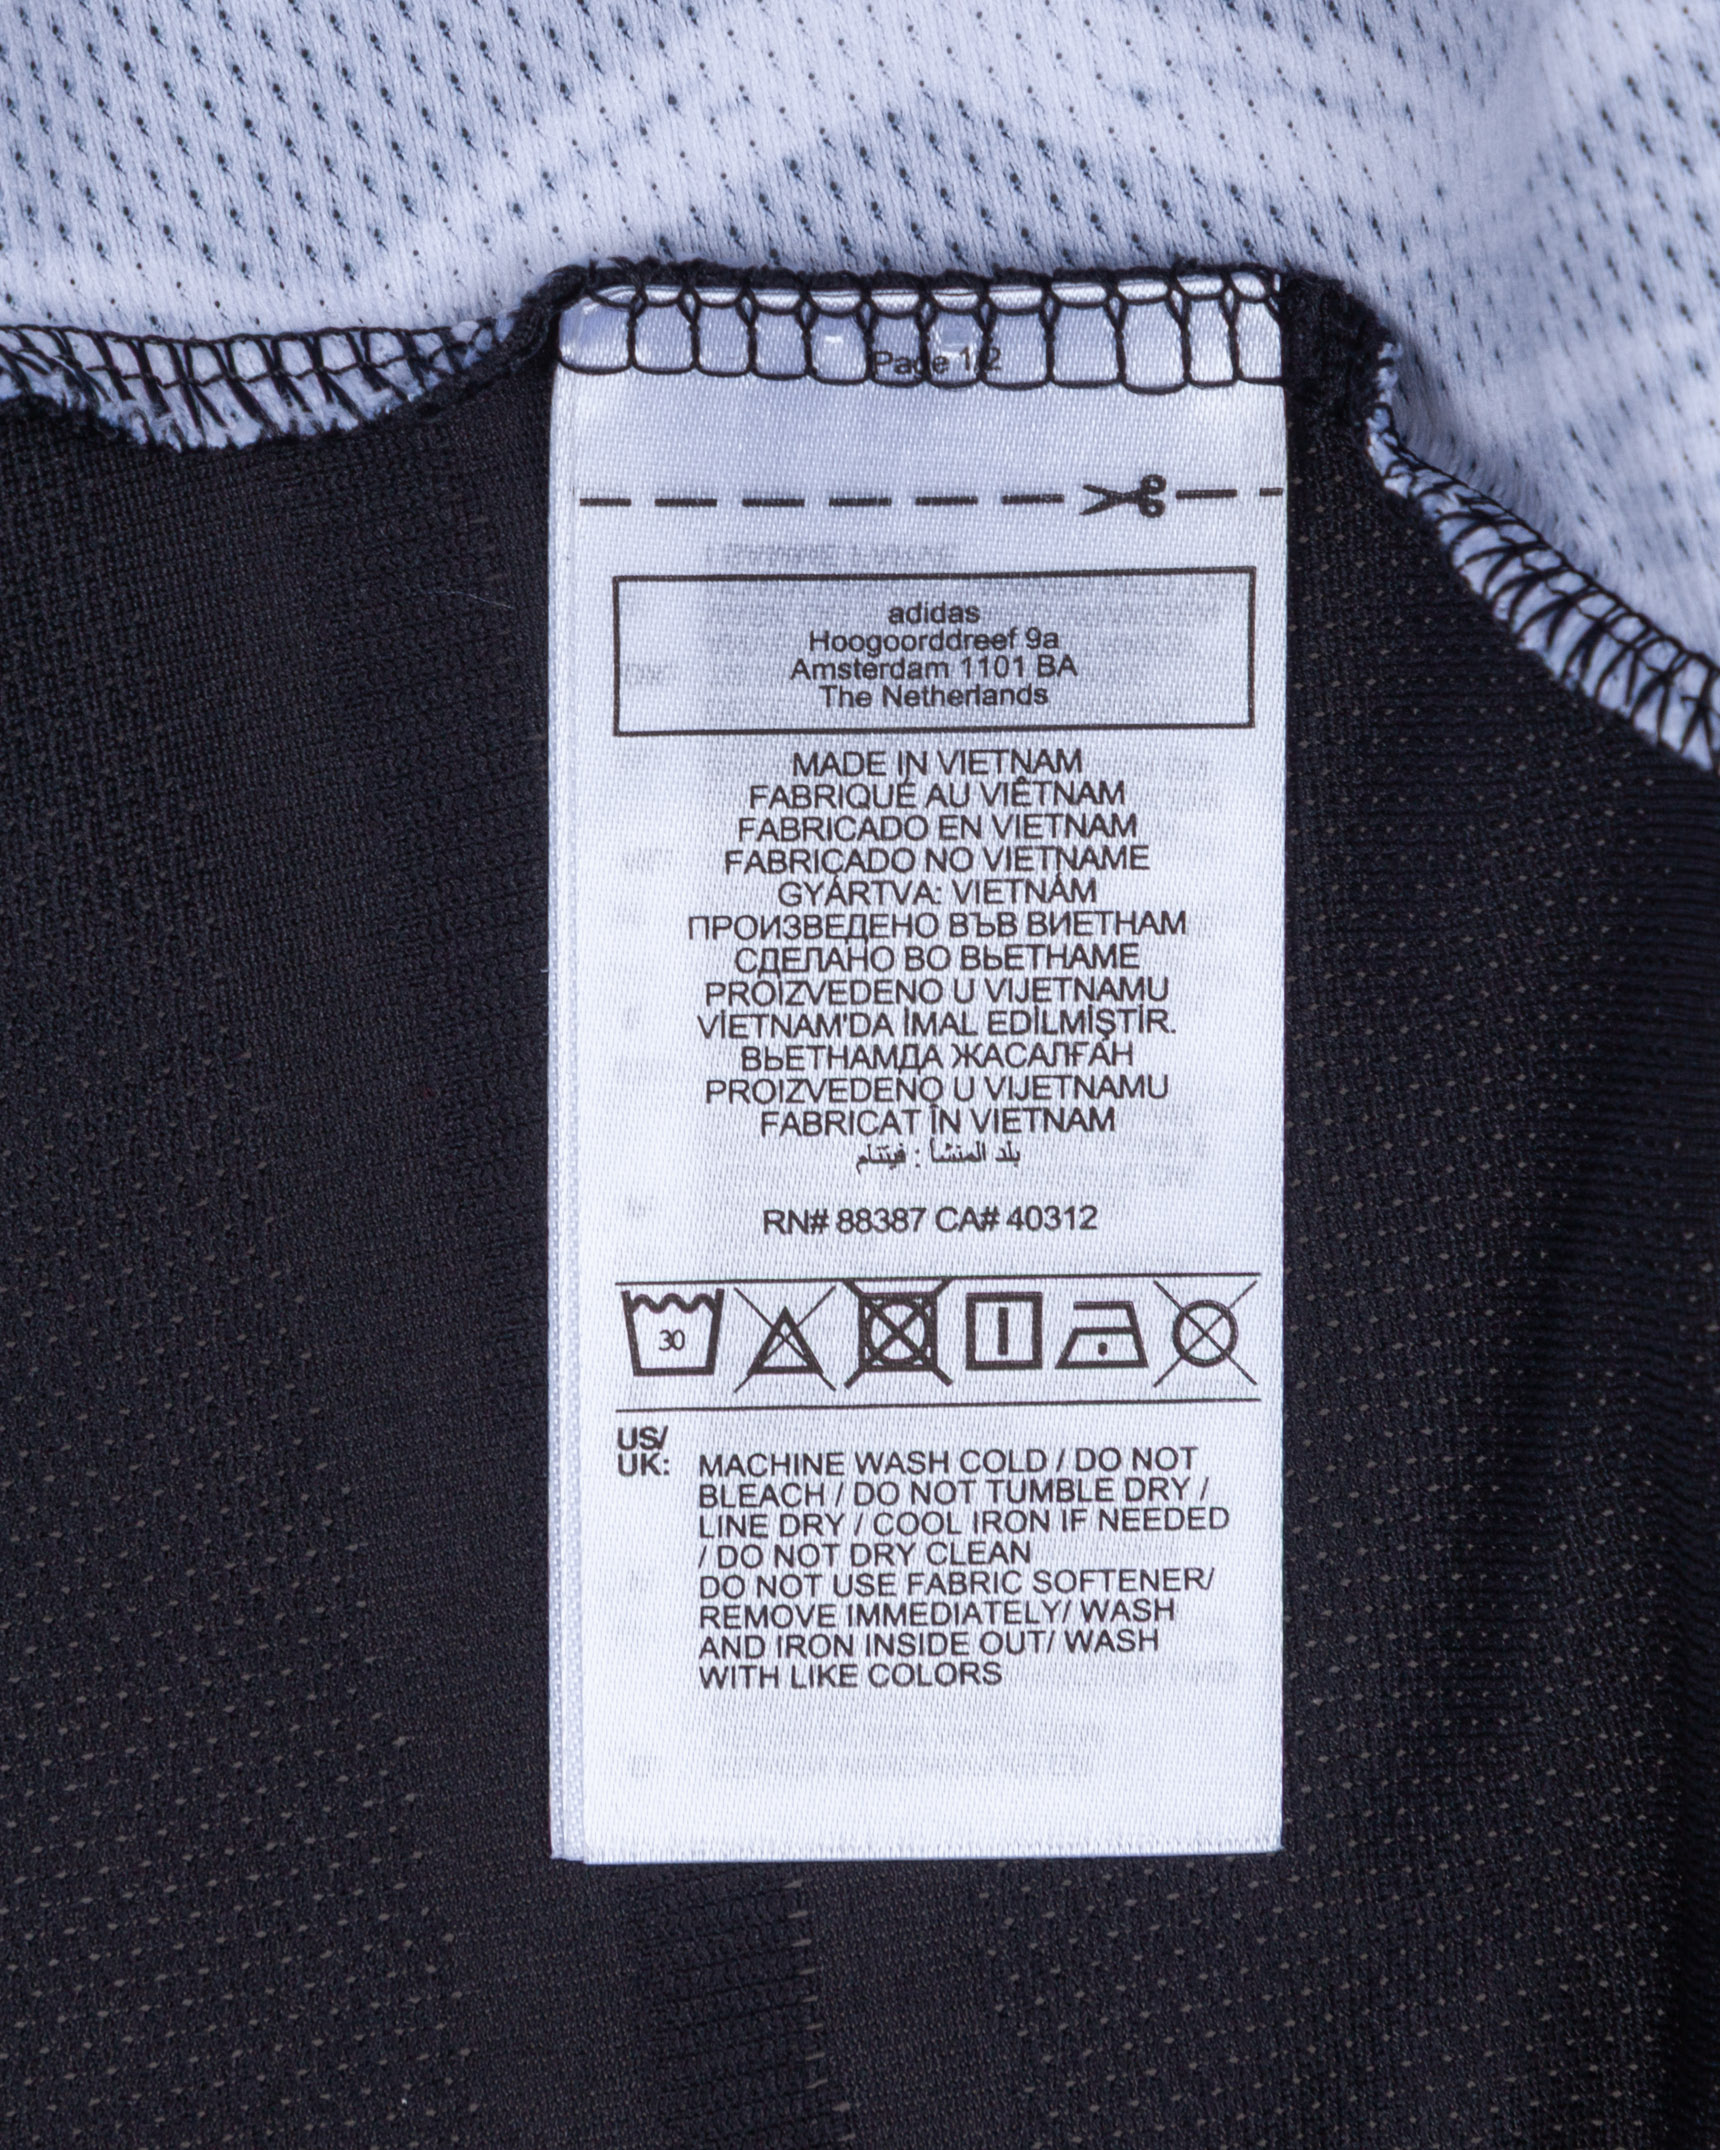 Page 1/2
adidas
Hoogoorddreef 9a
Amsterdam 1101 BA
The Netherlands
MADE IN VIETNAM
FABRIQUÉ AU VIÊTNAM
FABRICADO EN VIETNAM
FABRICADO NO VIETNAME
GYÁRTVA: VIETNÁM
ПРОИЗВЕДЕНО ВЪВ ВИЕТНАМ
СДЕЛАНО ВО ВЬЕТНАМЕ
PROIZVEDENO U VIJETNAMU
VİETNAM'DA İMAL EDİLMİŞTİR.
ВЬЕТНАМДА ЖАСАЛҒАН
PROIZVEDENO U VIJETNAMU
FABRICAT ÎN VIETNAM
بلد المنشأ : فيتنام
RN# 88387 CA# 40312
30
US/
UK:
MACHINE WASH COLD / DO NOT
BLEACH / DO NOT TUMBLE DRY /
LINE DRY / COOL IRON IF NEEDED
/ DO NOT DRY CLEAN
DO NOT USE FABRIC SOFTENER/
REMOVE IMMEDIATELY/ WASH
AND IRON INSIDE OUT/ WASH
WITH LIKE COLORS